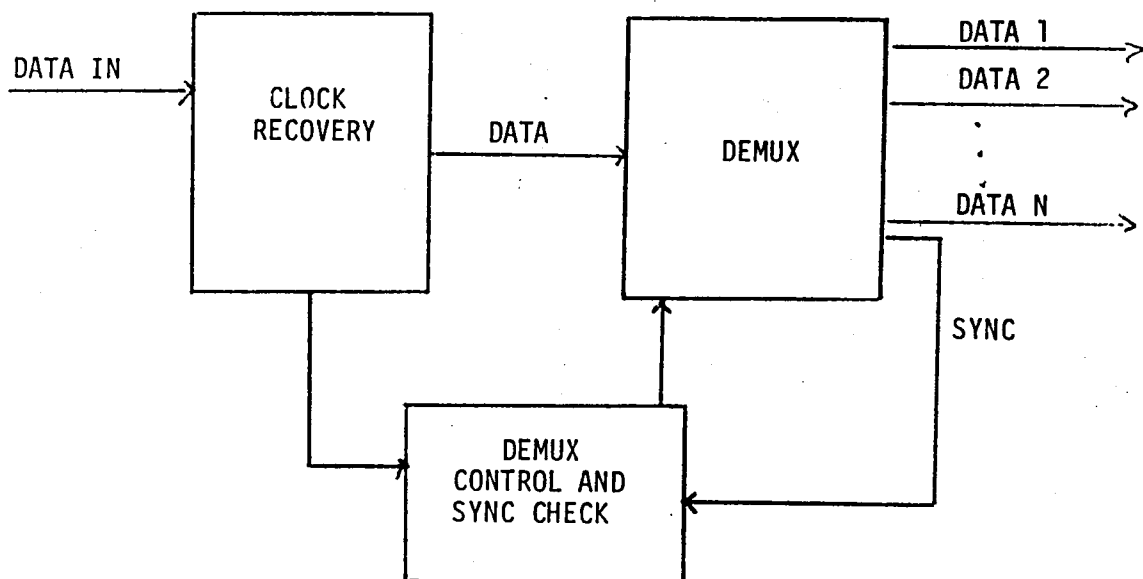 DATA IN
CLOCK
RECOVERY
DATA
DEMUX
DATA 1
DATA 2
DATA N
SYNC
DEMUX
CONTROL AND
SYNC CHECK